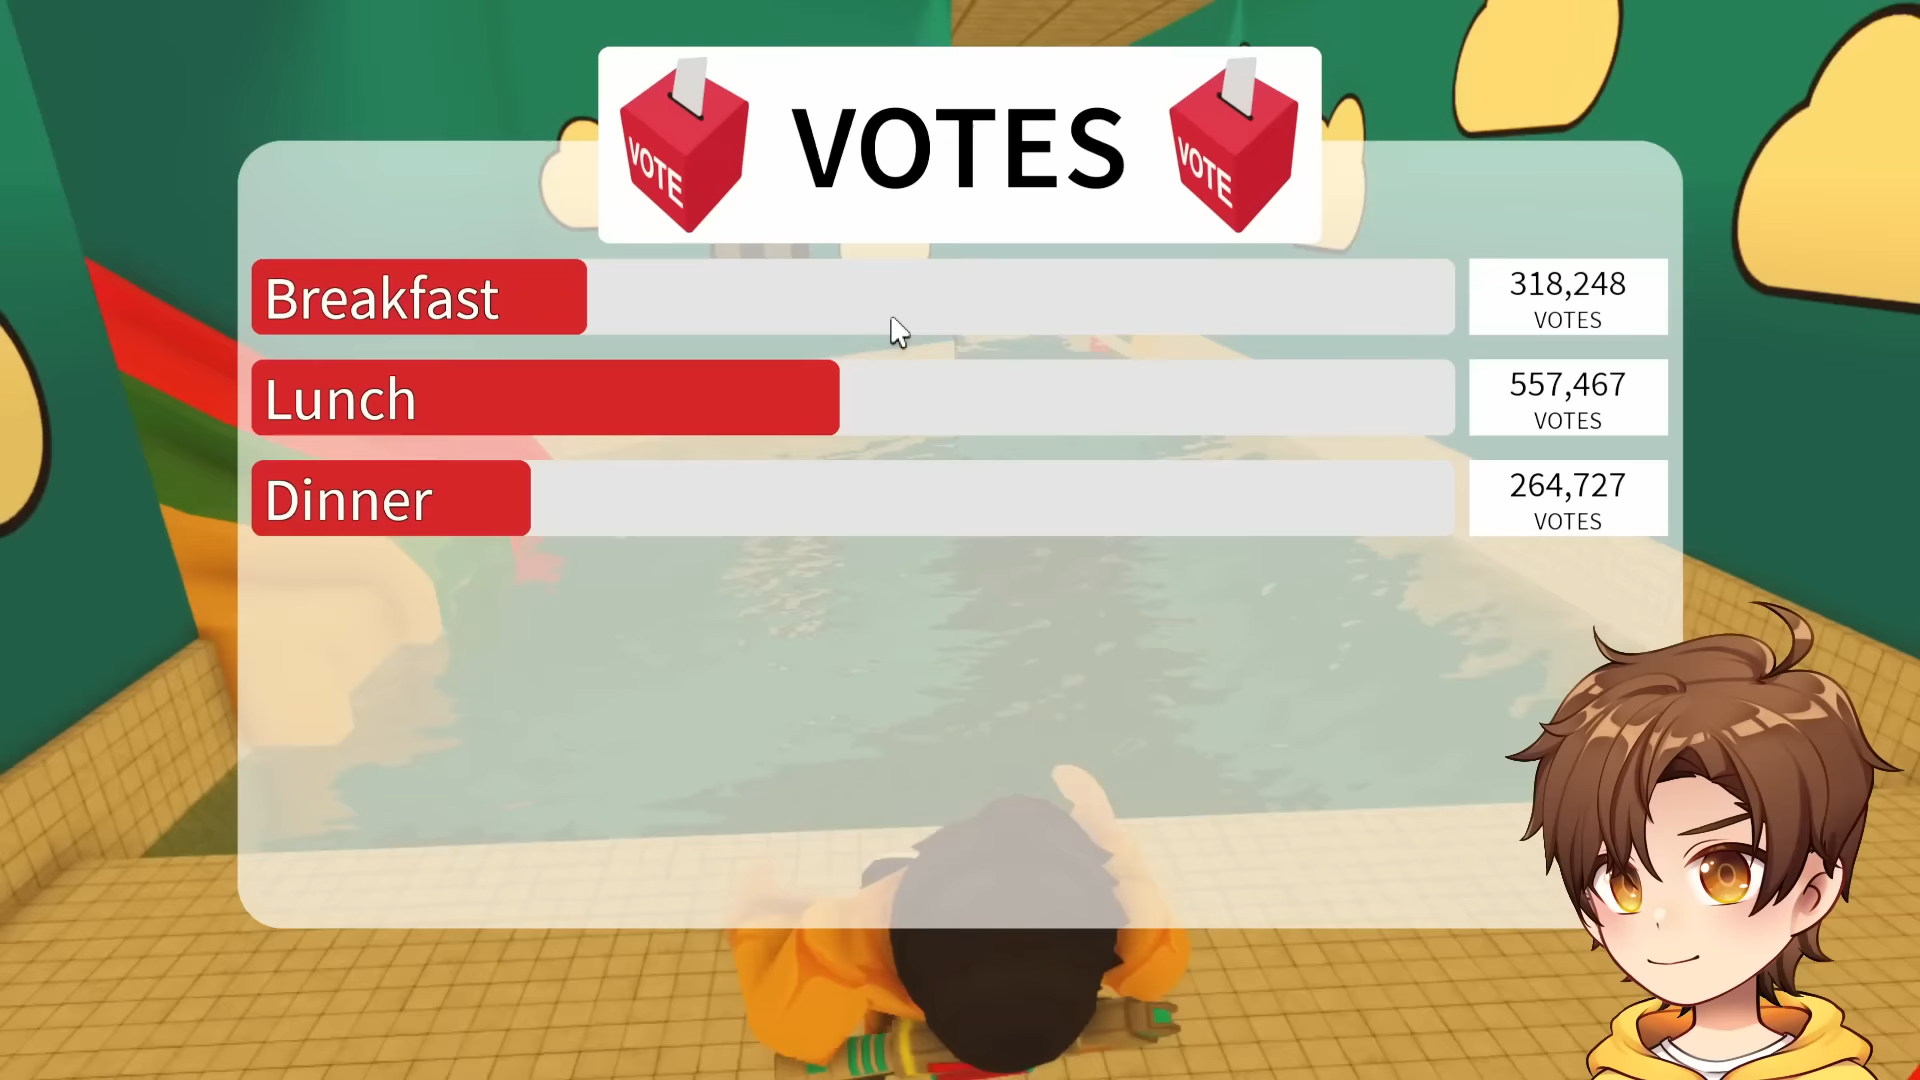 VOTE
VOTES
VOTE
Breakfast
318,248
VOTES
Lunch
557,467
VOTES
Dinner
264,727
VOTES